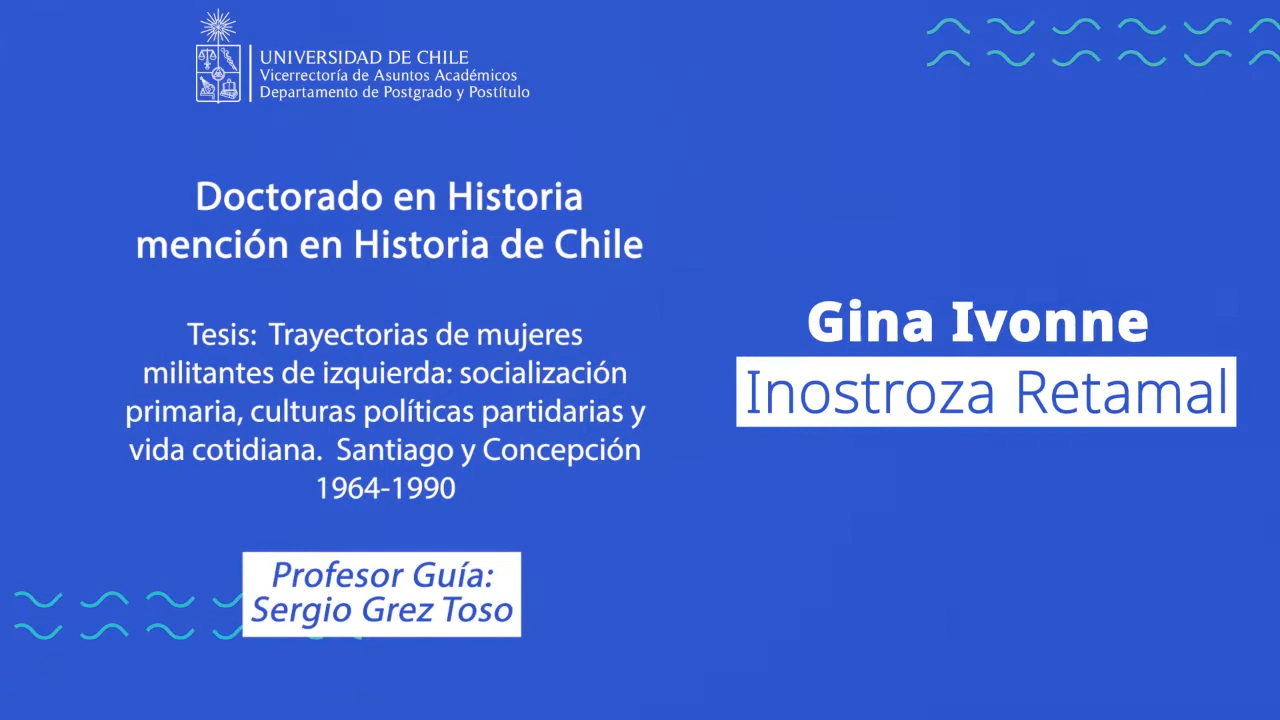 UNIVERSIDAD DE CHILE
Vicerrectoría de Asuntos Académicos
Departamento de Postgrado y Postítulo
Doctorado en Historia
mención en Historia de Chile
Tesis: Trayectorias de mujeres
militantes de izquierda: socialización
primaria, culturas políticas partidarias y
vida cotidiana. Santiago y Concepción
1964-1990
Profesor Guía:
Sergio Grez Toso
Gina Ivonne
Inostroza Retamal